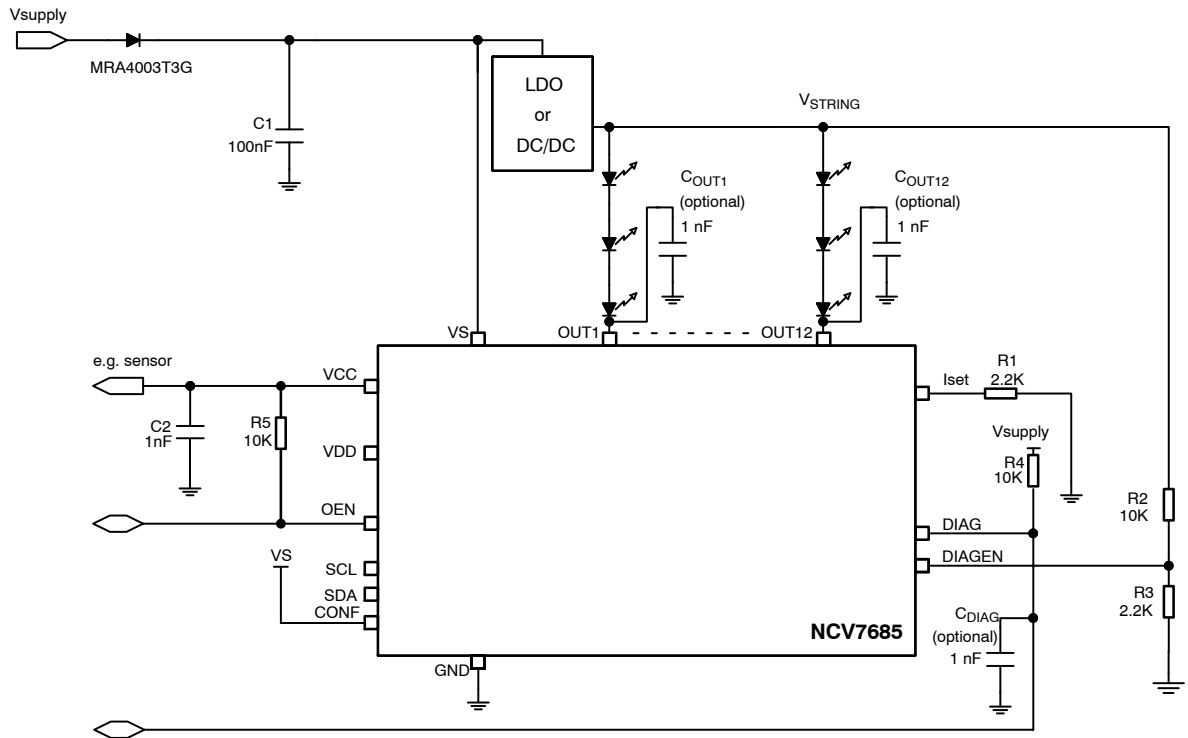 Vsupply
MRA4003T3G
C1
100nF
LDO
or
DC/DC
VSTRING
COUT1
(optional)
1 nF
COUT12
(optional)
1 nF
VS
OUT1
OUT12
e.g. sensor
VCC
C2
1nF
R5
10K
VDD
OEN
VS
SCL
SDA
CONF
GND
NCV7685
Iset
R1
2.2K
Vsupply
R4
10K
DIAG
DIAGEN
R2
10K
R3
2.2K
CDIAG
(optional)
1 nF